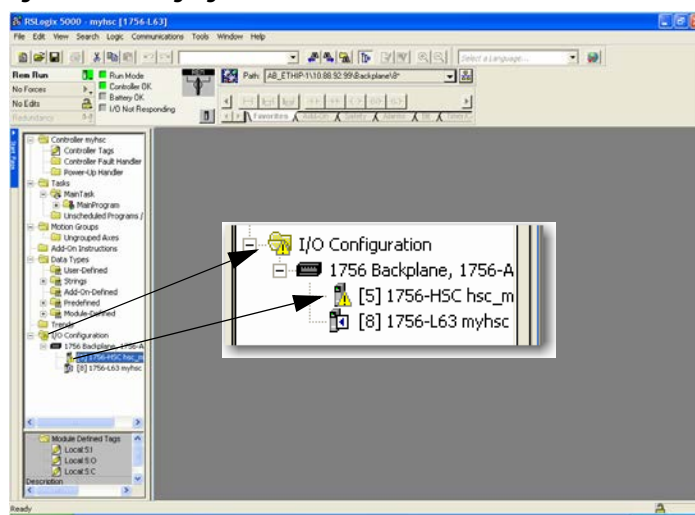 RSLogix 5000 - myhsc [1756-L63]
File Edit View Search Logic Communications Tools Window Help
Select a Language...
Rem Run
Run Mode
Path: AB_ETHIP-1\10.88.92.99\Backplane\8*
No Forces
Controller OK
Battery OK
No Edits
I/O Not Responding
Redundancy
Favorites
Add-On
Safety
Alarms
Bit
Start Page
Controller myhsc
Controller Tags
Controller Fault Handler
Power-Up Handler
Tasks
MainTask
MainProgram
Unscheduled Programs /
Motion Groups
Ungrouped Axes
Add-On Instructions
Data Types
User-Defined
Strings
Add-On-Defined
Predefined
Module-Defined
Trends
I/O Configuration
1756 Backplane, 1756-A
[5] 1756-HSC hsc_m
[8] 1756-L63 myhsc
I/O Configuration
1756 Backplane, 1756-A
[5] 1756-HSC hsc_m
[8] 1756-L63 myhsc
Module Defined Tags
Local:5:I
Local:5:O
Local:5:C
Description
Ready